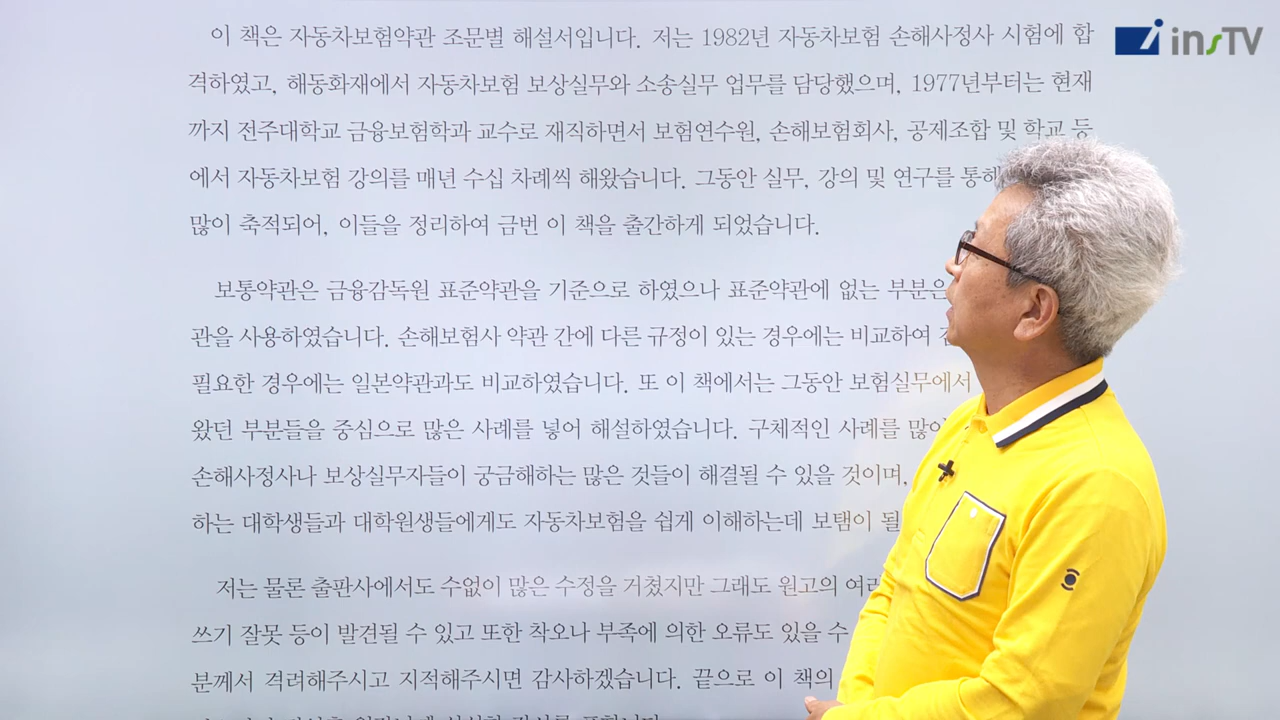 이 책은 자동차보험약관 조문별 해설서입니다. 저는 1982년 자동차보험 손해사정사 시험에 합
insTV
격하였고, 해동화재에서 자동차보험 보상실무와 소송실무 업무를 담당했으며, 1977년부터는 현재
까지 전주대학교 금융보험학과 교수로 재직하면서 보험연수원, 손해보험회사, 공제조합 및 학교 등
에서 자동차보험 강의를 매년 수십 차례씩 해왔습니다. 그동안 실무, 강의 및 연구를 통해
많이 축적되어, 이들을 정리하여 금번 이 책을 출간하게 되었습니다.
보통약관은 금융감독원 표준약관을 기준으로 하였으나 표준약관에 없는 부분은
관을 사용하였습니다. 손해보험사 약관 간에 다른 규정이 있는 경우에는 비교하여
필요한 경우에는 일본약관과도 비교하였습니다. 또 이 책에서는 그동안 보험실무에서
왔던 부분들을 중심으로 많은 사례를 넣어 해설하였습니다. 구체적인 사례를
손해사정사나 보상실무자들이 궁금해하는 많은 것들이 해결될 수 있을 것이며,
하는 대학생들과 대학원생들에게도 자동차보험을 쉽게 이해하는데 보탬이 될
저는 물론 출판사에서도 수없이 많은 수정을 거쳤지만 그래도 원고의
쓰기 잘못 등이 발견될 수 있고 또한 착오나 부족에 의한 오류도 있을 수
분께서 격려해주시고 지적해주시면 감사하겠습니다. 끝으로 이 책의